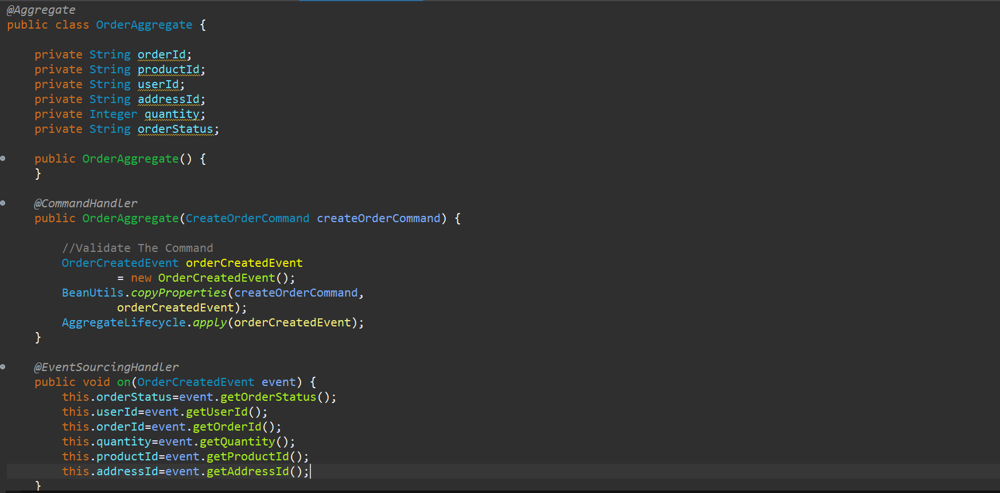 @Aggregate
public class OrderAggregate {
private String orderId;
private String productId;
private String userId;
private String addressId;
private Integer quantity;
private String orderStatus;
public OrderAggregate() {
}
@CommandHandler
public OrderAggregate(CreateOrderCommand createOrderCommand) {
//Validate The Command
OrderCreatedEvent orderCreatedEvent
= new OrderCreatedEvent();
BeanUtils.copyProperties(createOrderCommand,
orderCreatedEvent);
AggregateLifecycle.apply(orderCreatedEvent);
}
@EventSourcingHandler
public void on(OrderCreatedEvent event) {
this.orderStatus=event.getOrderStatus();
this.userId=event.getUserId();
this.orderId=event.getOrderId();
this.quantity=event.getQuantity();
this.productId=event.getProductId();
this.addressId=event.getAddressId();
}